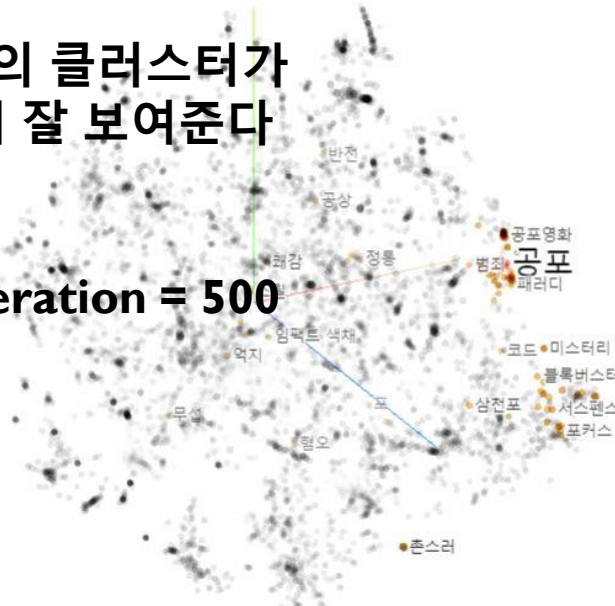 의 클러스터가
잘 보여준다
반전
공상
공포영화
쾌감
정통
범죄
공포
패러디
eration = 500
임팩트 색채
억지
코드
미스터리
블록버스터
포
삼천포
서스펜스
무섭
포커스
혐오
촌스러